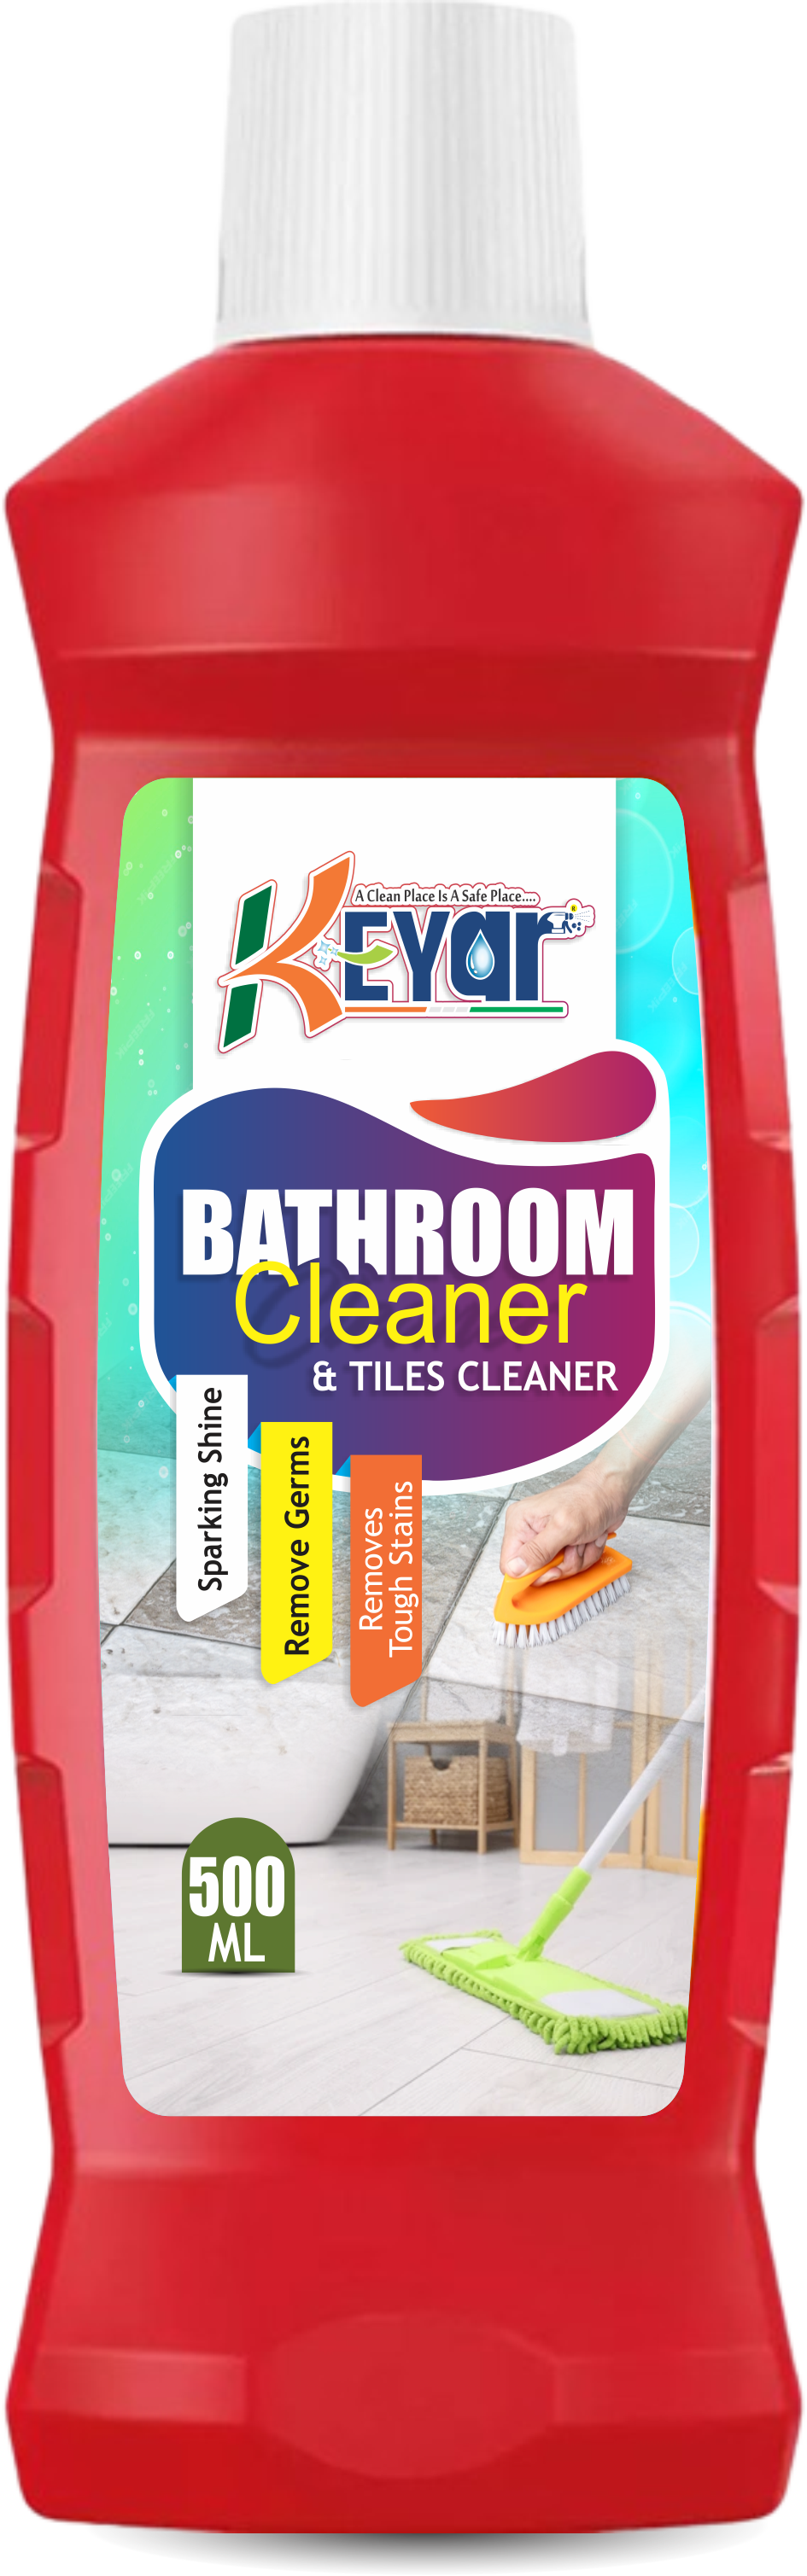 A Clean Place Is A Safe Place....
KEYar
BATHROOM
Cleaner
& TILES CLEANER
Sparking Shine
Remove Germs
Removes
Tough Stains
500
ML